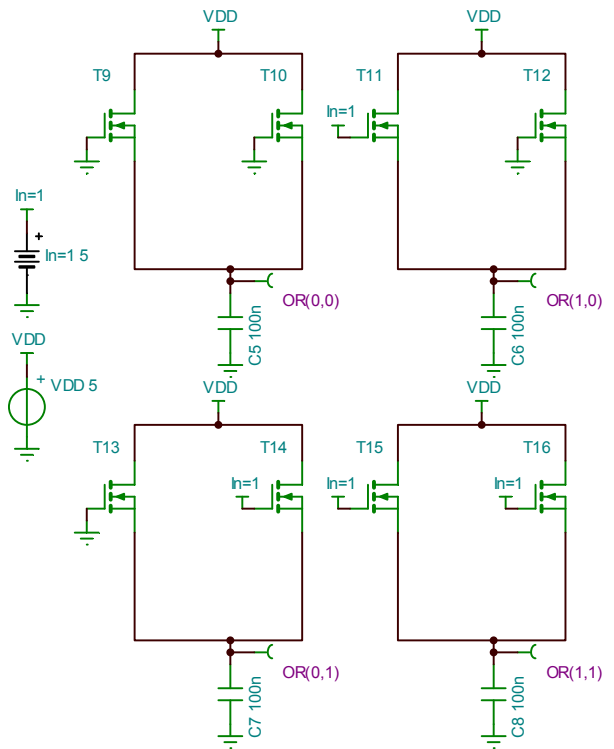 VDD
VDD
T9
T10
T11
T12
In=1
In=1
In=1 5
OR(0,0)
OR(1,0)
C5 100n
C6 100n
VDD
VDD 5
VDD
VDD
T13
T14
T15
T16
In=1
In=1
In=1
OR(0,1)
OR(1,1)
C7 100n
C8 100n